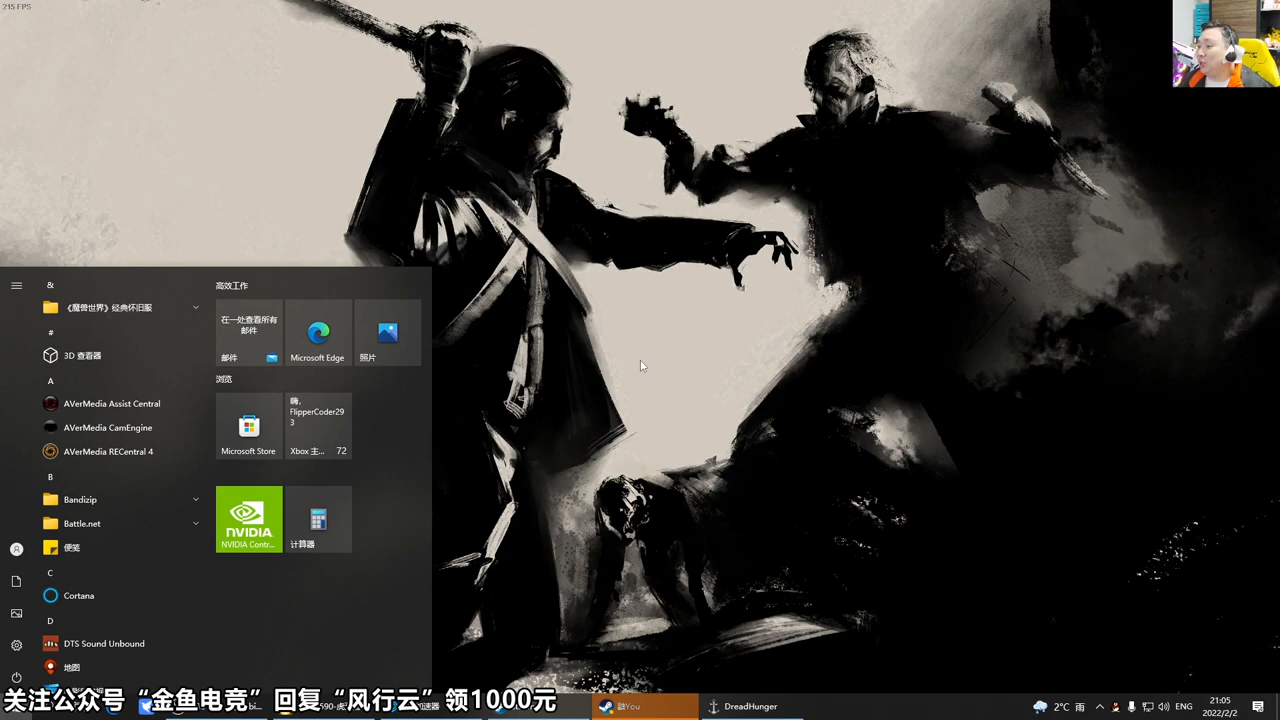 215 FPS
&
《魔兽世界》经典怀旧服
#
3D 查看器
A
AVerMedia Assist Central
AVerMedia CamEngine
AVerMedia RECentral 4
B
Bandizip
Battle.net
便笺
C
Cortana
D
DTS Sound Unbound
地图
高效工作
在一处查看所有
邮件
邮件
Microsoft Edge
照片
浏览
Microsoft Store
嗨,
FlipperCoder29
3
Xbox 主...
72
NVIDIA
NVIDIA Contr...
计算器
关注公众号“金鱼电竞”回复“风行云”领1000元
DreadHunger
2°C 雨
ENG
21:05
2022/2/2